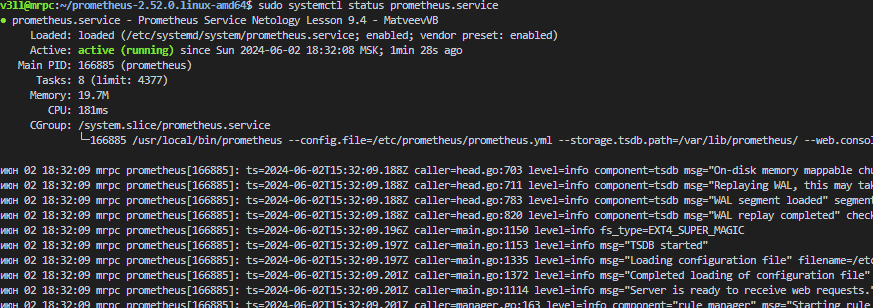 v3ll@mrpc:~/prometheus-2.52.0.linux-amd64$ sudo systemctl status prometheus.service
● prometheus.service - Prometheus Service Netology Lesson 9.4 - MatveevVB
Loaded: loaded (/etc/systemd/system/prometheus.service; enabled; vendor preset: enabled)
Active: active (running) since Sun 2024-06-02 18:32:08 MSK; 1min 28s ago
Main PID: 166885 (prometheus)
Tasks: 8 (limit: 4377)
Memory: 19.7M
CPU: 181ms
CGroup: /system.slice/prometheus.service
└─166885 /usr/local/bin/prometheus --config.file=/etc/prometheus/prometheus.yml --storage.tsdb.path=/var/lib/prometheus/ --web.consol
июн 02 18:32:09 mrpc prometheus[166885]: ts=2024-06-02T15:32:09.188Z caller=head.go:703 level=info component=tsdb msg="On-disk memory mappable chu
июн 02 18:32:09 mrpc prometheus[166885]: ts=2024-06-02T15:32:09.188Z caller=head.go:711 level=info component=tsdb msg="Replaying WAL, this may tak
июн 02 18:32:09 mrpc prometheus[166885]: ts=2024-06-02T15:32:09.188Z caller=head.go:783 level=info component=tsdb msg="WAL segment loaded" segment
июн 02 18:32:09 mrpc prometheus[166885]: ts=2024-06-02T15:32:09.188Z caller=head.go:820 level=info component=tsdb msg="WAL replay completed" check
июн 02 18:32:09 mrpc prometheus[166885]: ts=2024-06-02T15:32:09.196Z caller=main.go:1150 level=info fs_type=EXT4_SUPER_MAGIC
июн 02 18:32:09 mrpc prometheus[166885]: ts=2024-06-02T15:32:09.197Z caller=main.go:1153 level=info msg="TSDB started"
июн 02 18:32:09 mrpc prometheus[166885]: ts=2024-06-02T15:32:09.197Z caller=main.go:1335 level=info msg="Loading configuration file" filename=/etc
июн 02 18:32:09 mrpc prometheus[166885]: ts=2024-06-02T15:32:09.201Z caller=main.go:1372 level=info msg="Completed loading of configuration file"
июн 02 18:32:09 mrpc prometheus[166885]: ts=2024-06-02T15:32:09.201Z caller=main.go:1114 level=info msg="Server is ready to receive web requests."
июн 02 18:32:09 mrpc prometheus[166885]: ts=2024-06-02T15:32:09.201Z caller=manager.go:163 level=info component="rule manager" msg="Starting rule